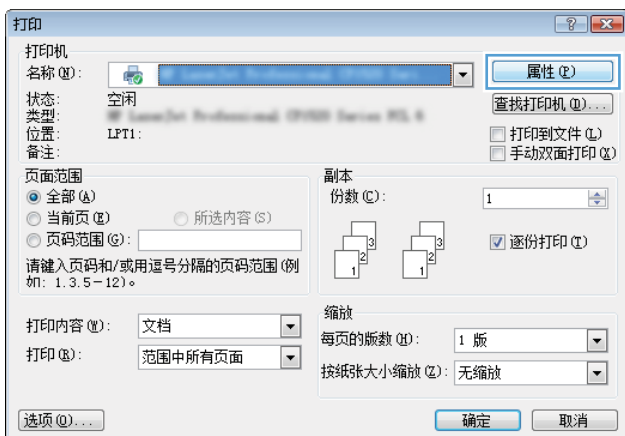 打印
打印机
名称(N):
属性(P)
状态: 空闲
类型:
查找打印机(D)...
位置: LPT1:
打印到文件(L)
备注:
手动双面打印(X)
页面范围
全部(A)
当前页(E) 所选内容(S)
页码范围(G):
请键入页码和/或用逗号分隔的页码范围(例
如: 1.3.5-12)。
副本
份数(C): 1
3 3
2 2
1 1
逐份打印(T)
打印内容(W): 文档
打印(R): 范围中所有页面
缩放
每页的版数(H): 1 版
按纸张大小缩放(Z): 无缩放
选项(O)... 确定 取消